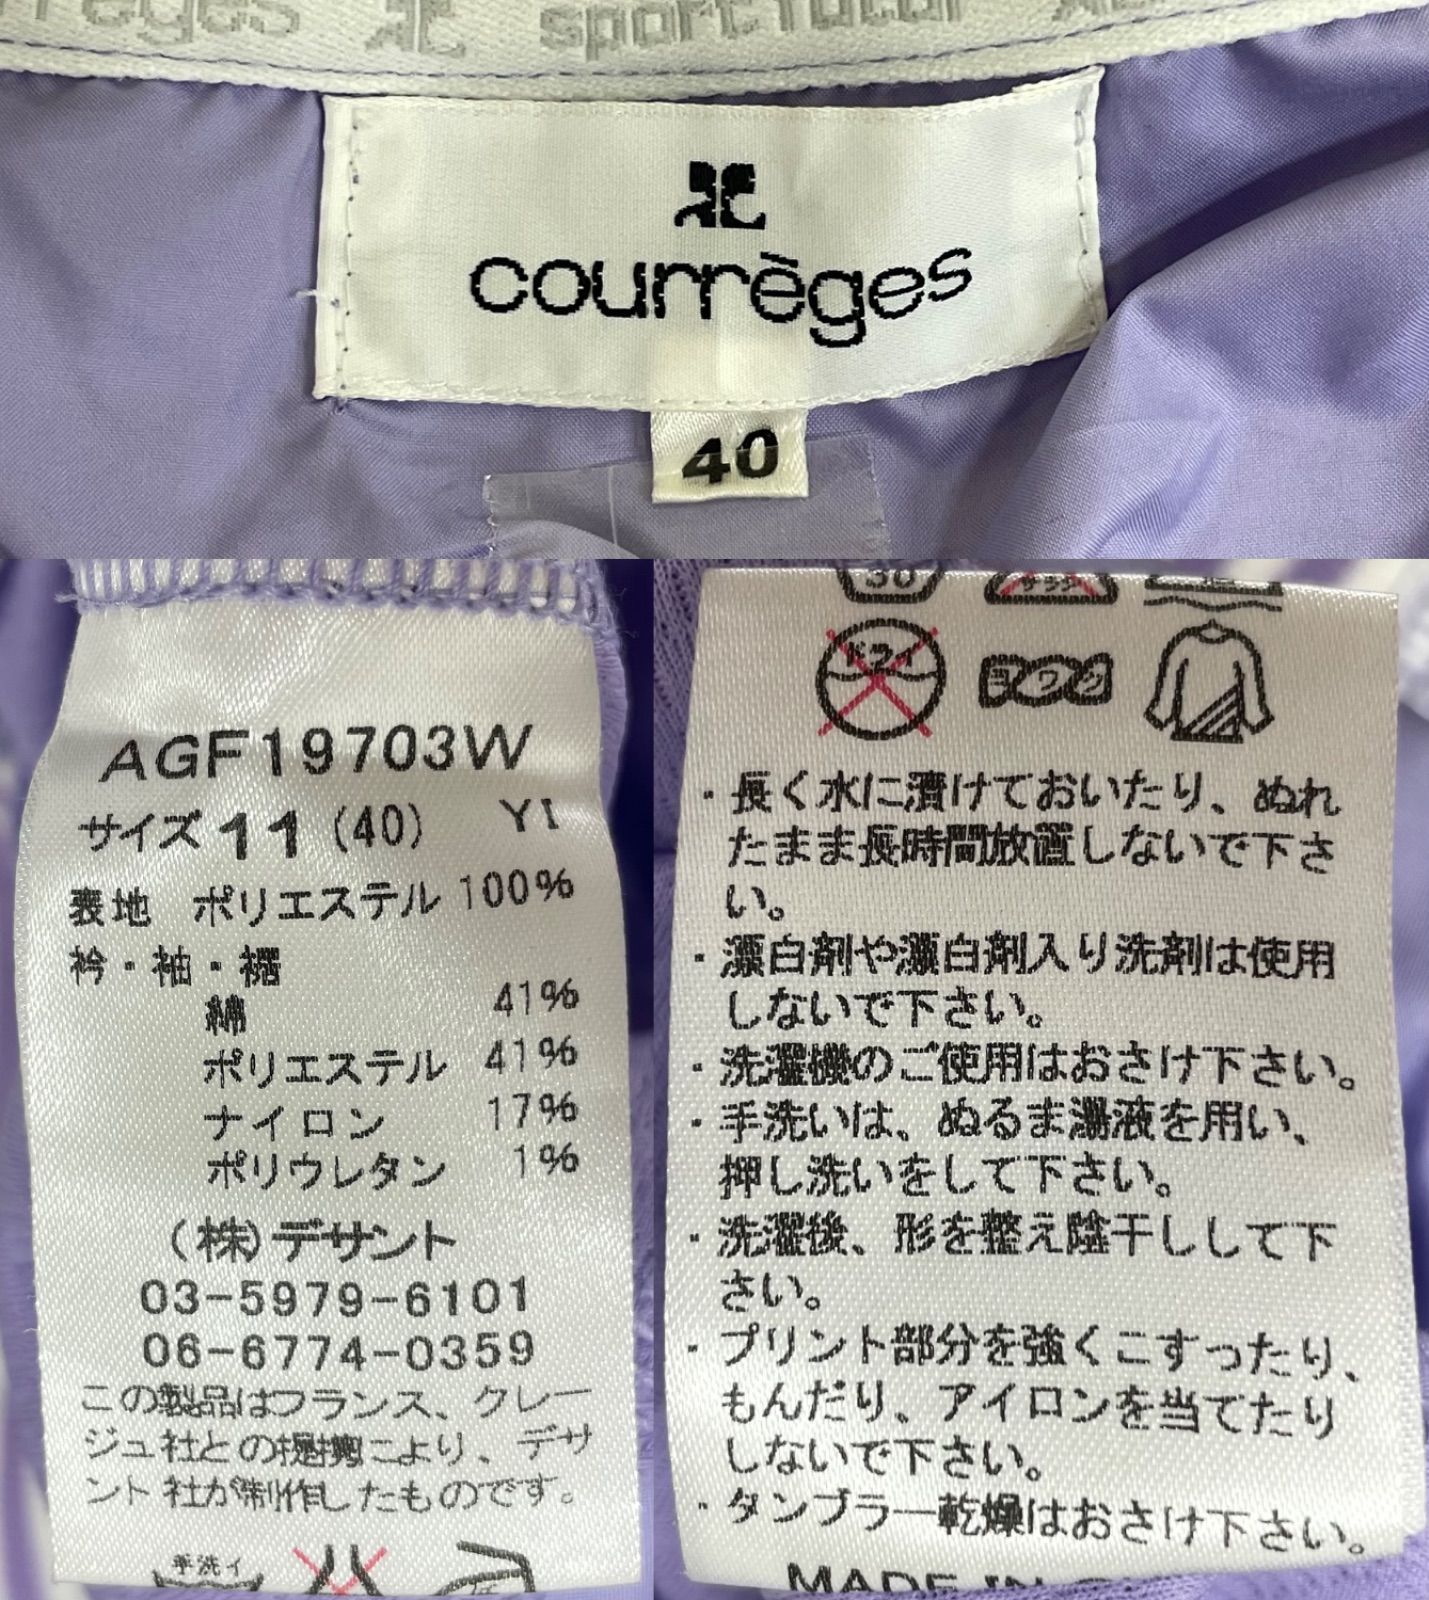 courrèges
40
AGF19703W
サイズ 11 (40) YI
表地 ポリエステル 100%
衿・袖・裾
綿 41%
ポリエステル 41%
ナイロン 17%
ポリウレタン 1%
(株)デサント
03-5979-6101
06-6774-0359
この製品はフランス、クレー
ジュ社との提携により、デサ
ント社が制作したものです。
手洗イ
30
ドライ
ヨワク
・長く水に漬けておいたり、ぬれ
たまま長時間放置しないで下さ
い。
・漂白剤や漂白剤入り洗剤は使用
しないで下さい。
・洗濯機のご使用はおさけ下さい。
・手洗いは、ぬるま湯液を用い、
押し洗いをして下さい。
・洗濯後、形を整え陰干しして下
さい。
・プリント部分を強くこすったり、
もんだり、アイロンを当てたり
しないで下さい。
・タンブラー乾燥はおさけ下さい。
MADE IN